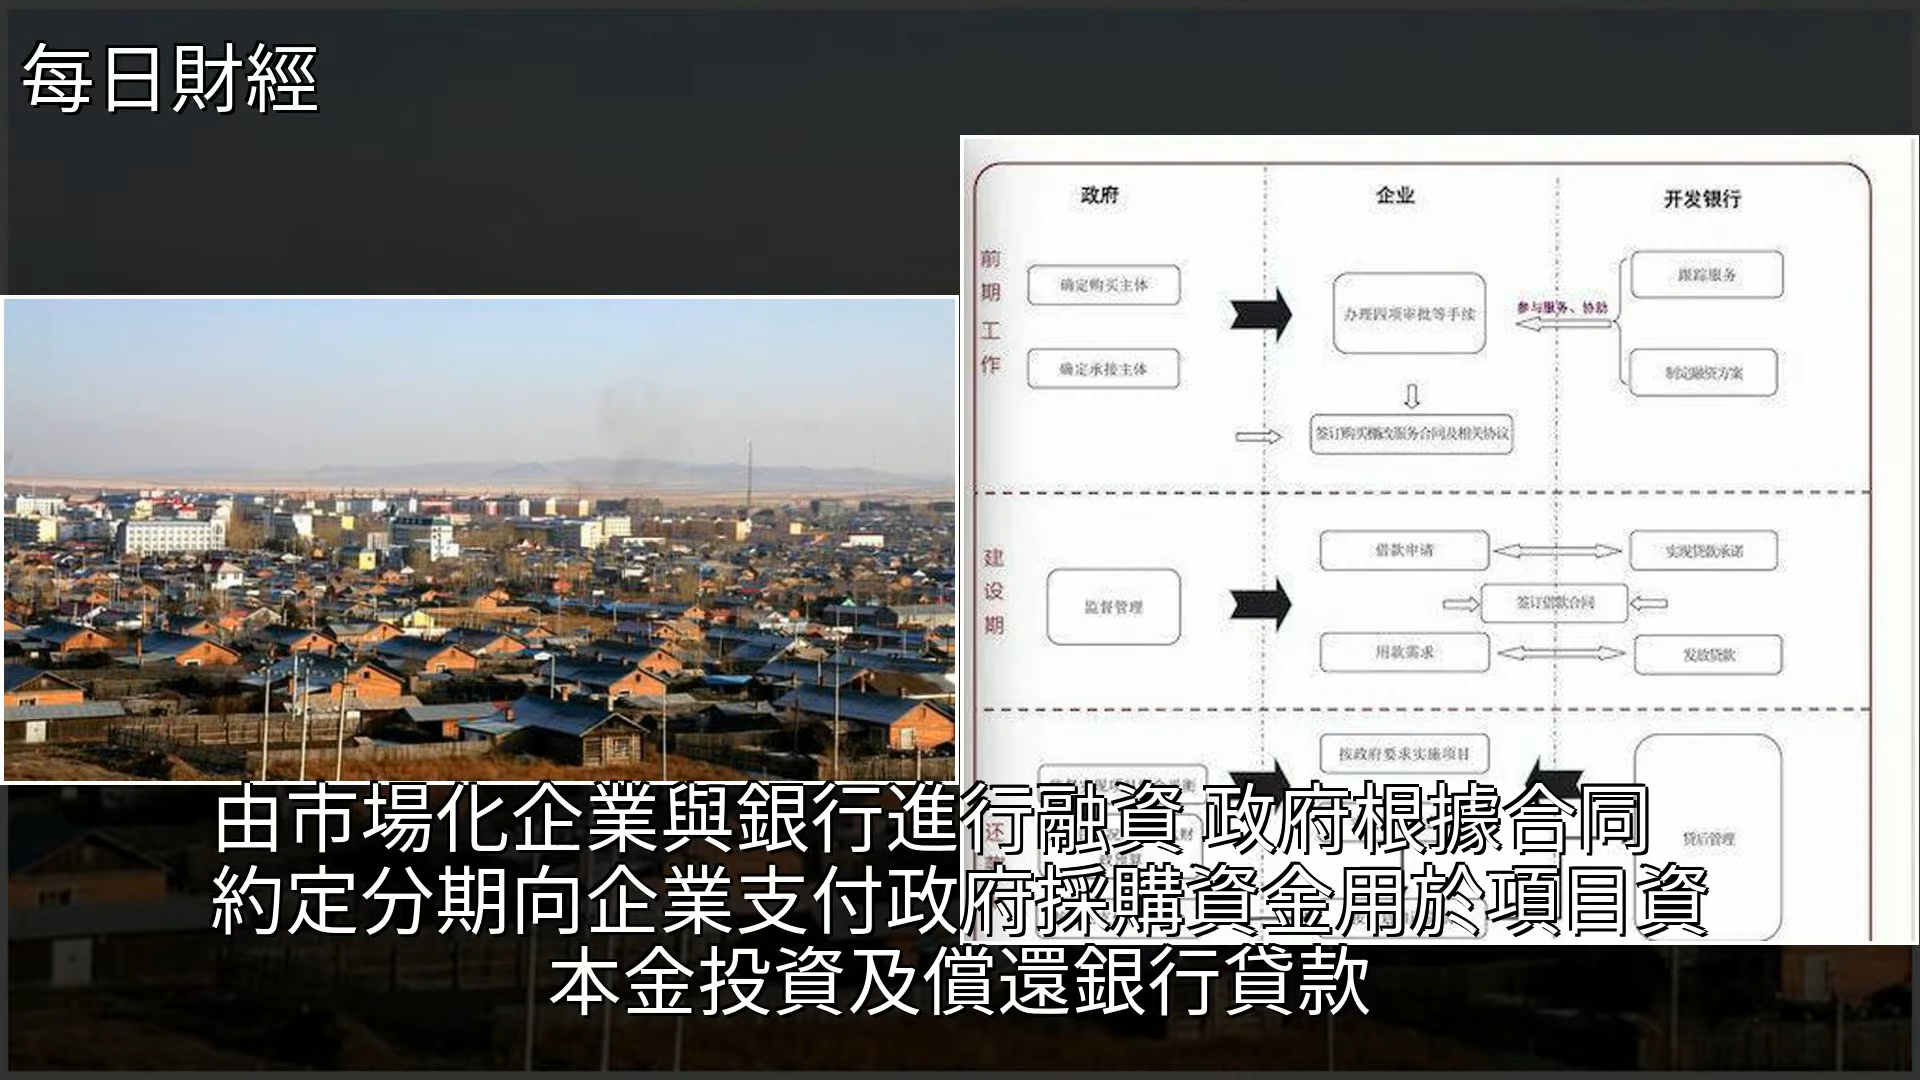 每日財經
政府
企业
开发银行
前期工作
确定购买主体
确定承接主体
办理四项审批等手续
签订购买棚改服务合同及相关协议
参与服务、协助
跟踪服务
制定融资方案
建设期
监督管理
借款申请
实现贷款承诺
签订借款合同
用款需求
发放贷款
按政府要求实施项目
还
贷后管理
由市場化企業與銀行進行融資 政府根據合同
約定分期向企業支付政府採購資金用於項目資
本金投資及償還銀行貸款